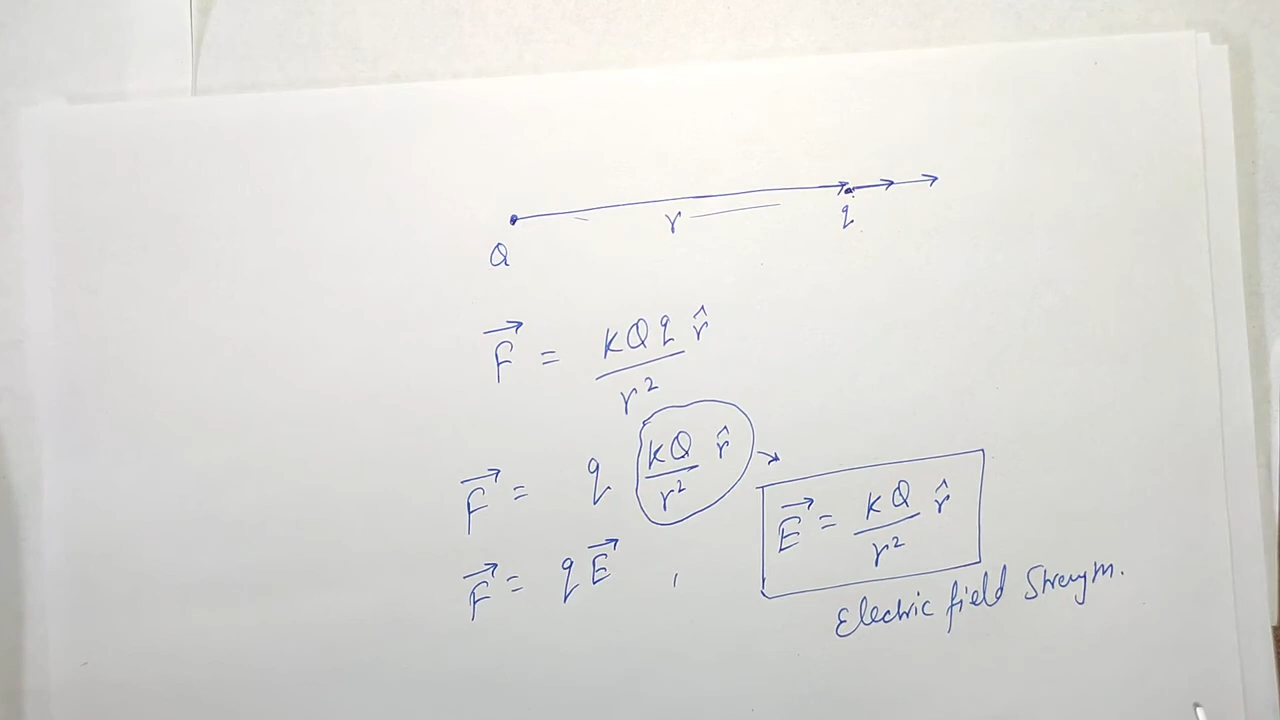 Q r q
F⃗ = kQq/r² r̂
F⃗ = q kQ/r² r̂
E⃗ = kQ/r² r̂
F⃗ = qE⃗ ,
Electric field Strength.